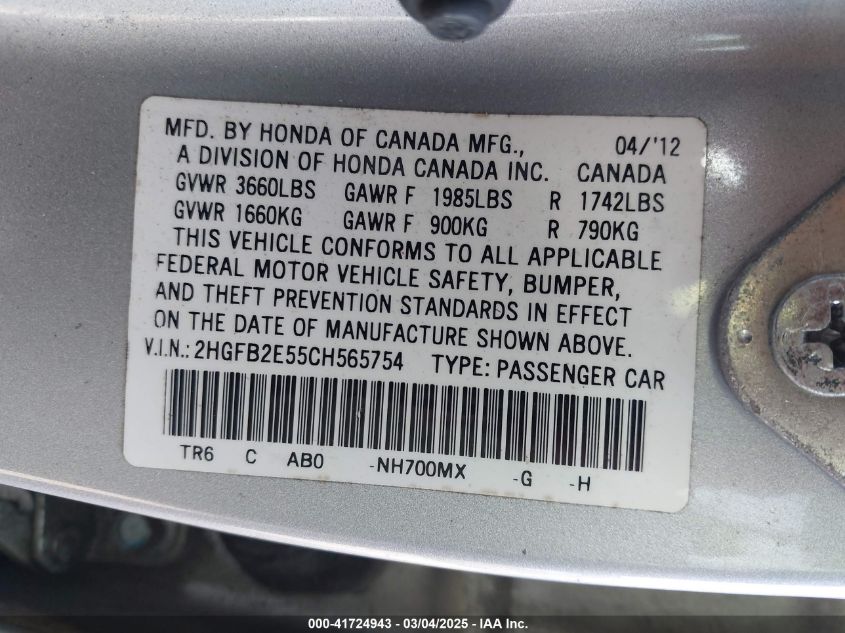 MFD. BY HONDA OF CANADA MFG., 04/'12
A DIVISION OF HONDA CANADA INC. CANADA
GVWR 3660LBS GAWR F 1985LBS R 1742LBS
GVWR 1660KG GAWR F 900KG R 790KG
THIS VEHICLE CONFORMS TO ALL APPLICABLE
FEDERAL MOTOR VEHICLE SAFETY, BUMPER,
AND THEFT PREVENTION STANDARDS IN EFFECT
ON THE DATE OF MANUFACTURE SHOWN ABOVE.
V.I.N.: 2HGFB2E55CH565754 TYPE: PASSENGER CAR
TR6 C AB0 -NH700MX -G -H
000-41724943 - 03/04/2025 - IAA Inc.